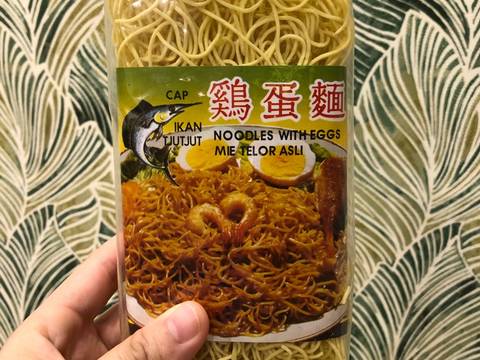 CAP
IKAN
TJUTJUT
鷄蛋麵
NOODLES WITH EGGS
MIE TELOR ASLI